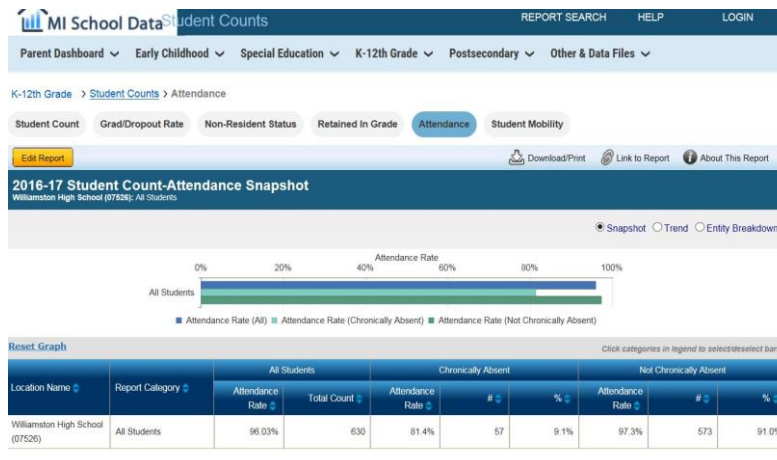 MI School Data Student Counts REPORT SEARCH HELP LOGIN
Parent Dashboard Early Childhood Special Education K-12th Grade Postsecondary Other & Data Files
K-12th Grade > Student Counts > Attendance
Student Count Grad/Dropout Rate Non-Resident Status Retained In Grade Attendance Student Mobility
Edit Report Download/Print Link to Report About This Report
2016-17 Student Count-Attendance Snapshot
Williamston High School (07526): All Students
Snapshot Trend Entity Breakdown
Attendance Rate
0% 20% 40% 60% 80% 100%
All Students
Attendance Rate (All) Attendance Rate (Chronically Absent) Attendance Rate (Not Chronically Absent)
Reset Graph Click categories in legend to select/deselect bar
All Students Chronically Absent Not Chronically Absent
Location Name Report Category Attendance Rate Total Count Attendance Rate # % Attendance Rate # %
Williamston High School (07526) All Students 96.03% 630 81.4% 57 9.1% 97.3% 573 91.0%